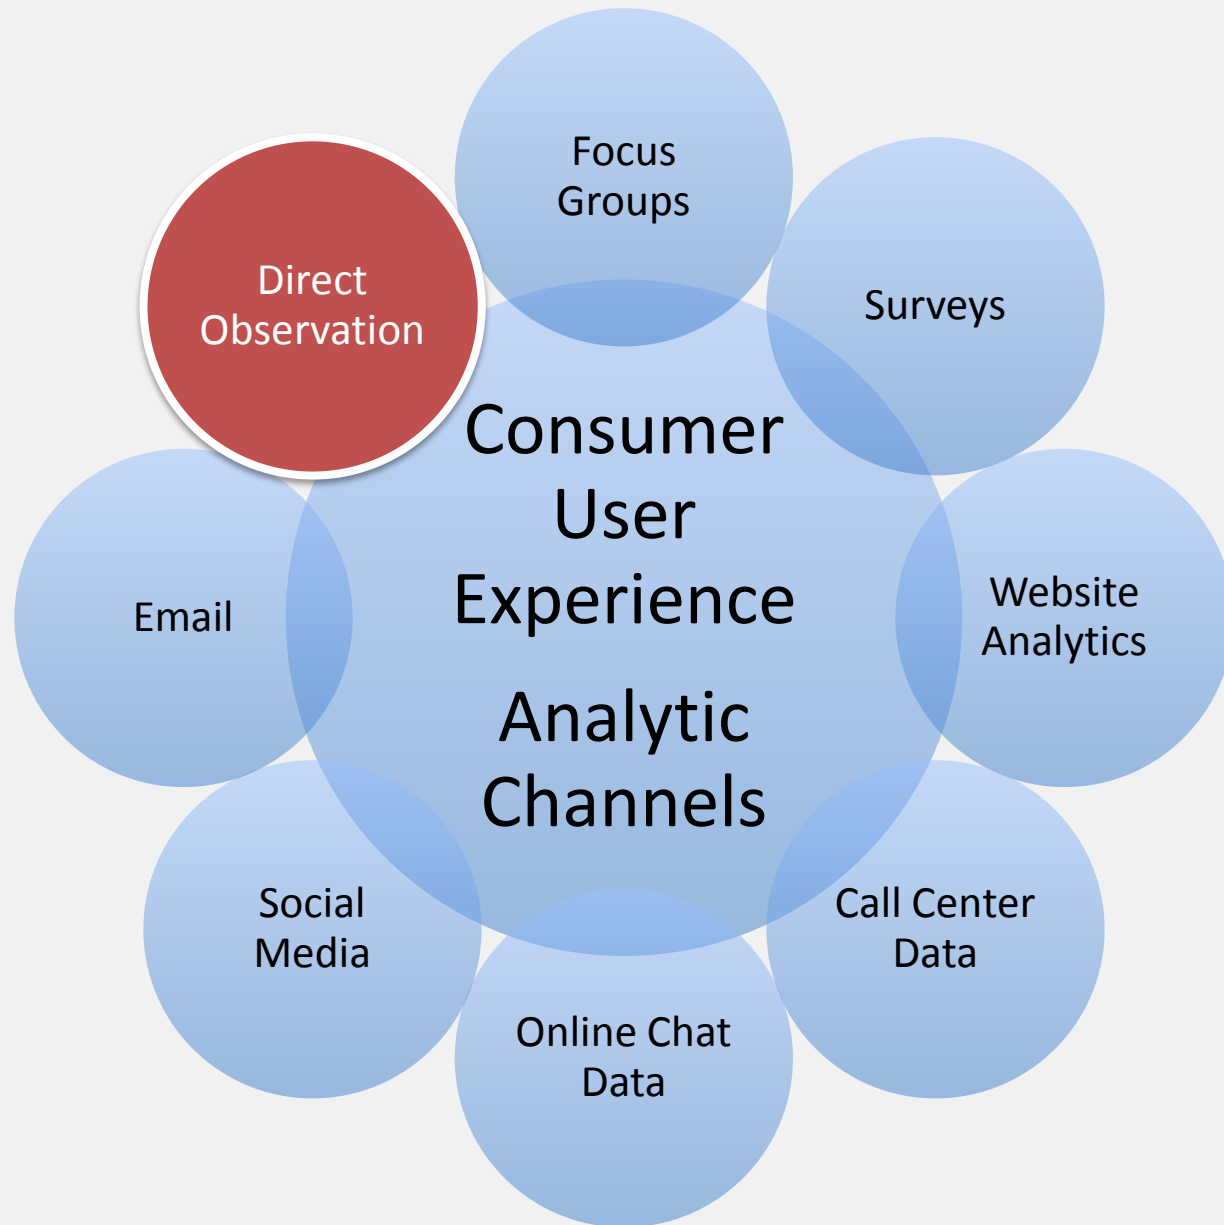 Focus
Groups
Direct
Observation
Surveys
Consumer
User
Experience
Analytic
Channels
Email
Website
Analytics
Social
Media
Call Center
Data
Online Chat
Data